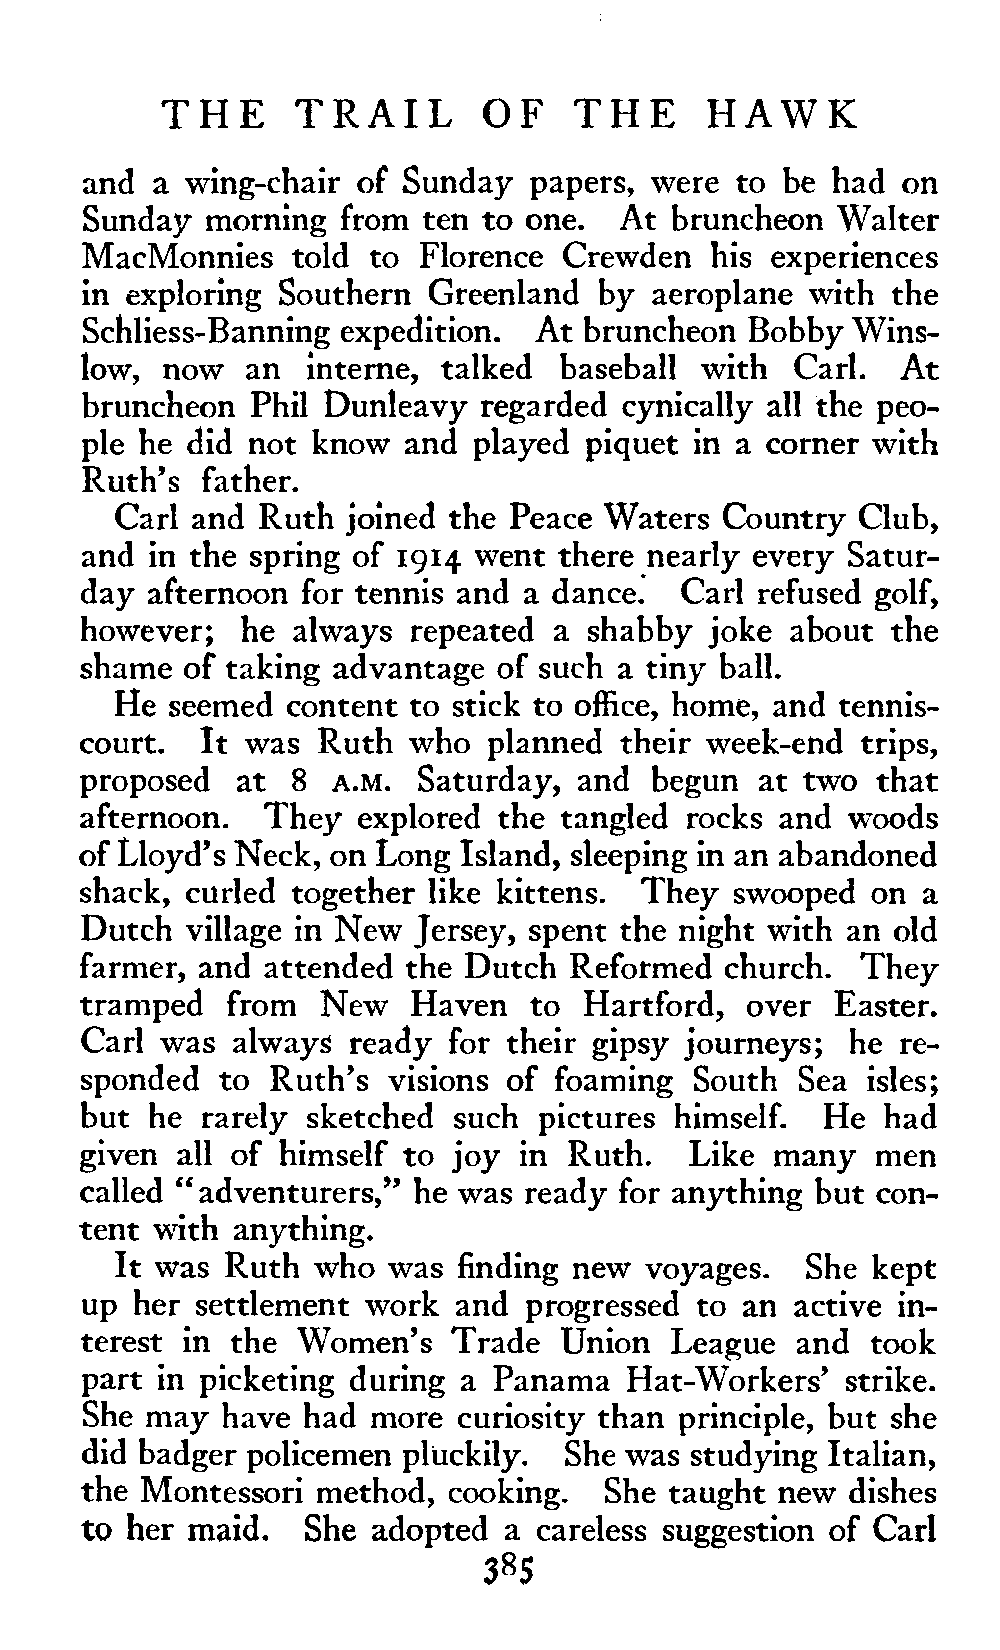 THE TRAIL OF THE HAWK
and a wing-chair of Sunday papers, were to be had on
Sunday morning from ten to one. At bruncheon Walter
MacMonnies told to Florence Crewden his experiences
in exploring Southern Greenland by aeroplane with the
Schliess-Banning expedition. At bruncheon Bobby Wins-
low, now an interne, talked baseball with Carl. At
bruncheon Phil Dunleavy regarded cynically all the peo-
ple he did not know and played piquet in a corner with
Ruth's father.
Carl and Ruth joined the Peace Waters Country Club,
and in the spring of 1914 went there nearly every Satur-
day afternoon for tennis and a dance. Carl refused golf,
however; he always repeated a shabby joke about the
shame of taking advantage of such a tiny ball.
He seemed content to stick to office, home, and tennis-
court. It was Ruth who planned their week-end trips,
proposed at 8 A.M. Saturday, and begun at two that
afternoon. They explored the tangled rocks and woods
of Lloyd's Neck, on Long Island, sleeping in an abandoned
shack, curled together like kittens. They swooped on a
Dutch village in New Jersey, spent the night with an old
farmer, and attended the Dutch Reformed church. They
tramped from New Haven to Hartford, over Easter.
Carl was always ready for their gipsy journeys; he re-
sponded to Ruth's visions of foaming South Sea isles;
but he rarely sketched such pictures himself. He had
given all of himself to joy in Ruth. Like many men
called "adventurers," he was ready for anything but con-
tent with anything.
It was Ruth who was finding new voyages. She kept
up her settlement work and progressed to an active in-
terest in the Women's Trade Union League and took
part in picketing during a Panama Hat-Workers' strike.
She may have had more curiosity than principle, but she
did badger policemen pluckily. She was studying Italian,
the Montessori method, cooking. She taught new dishes
to her maid. She adopted a careless suggestion of Carl
385